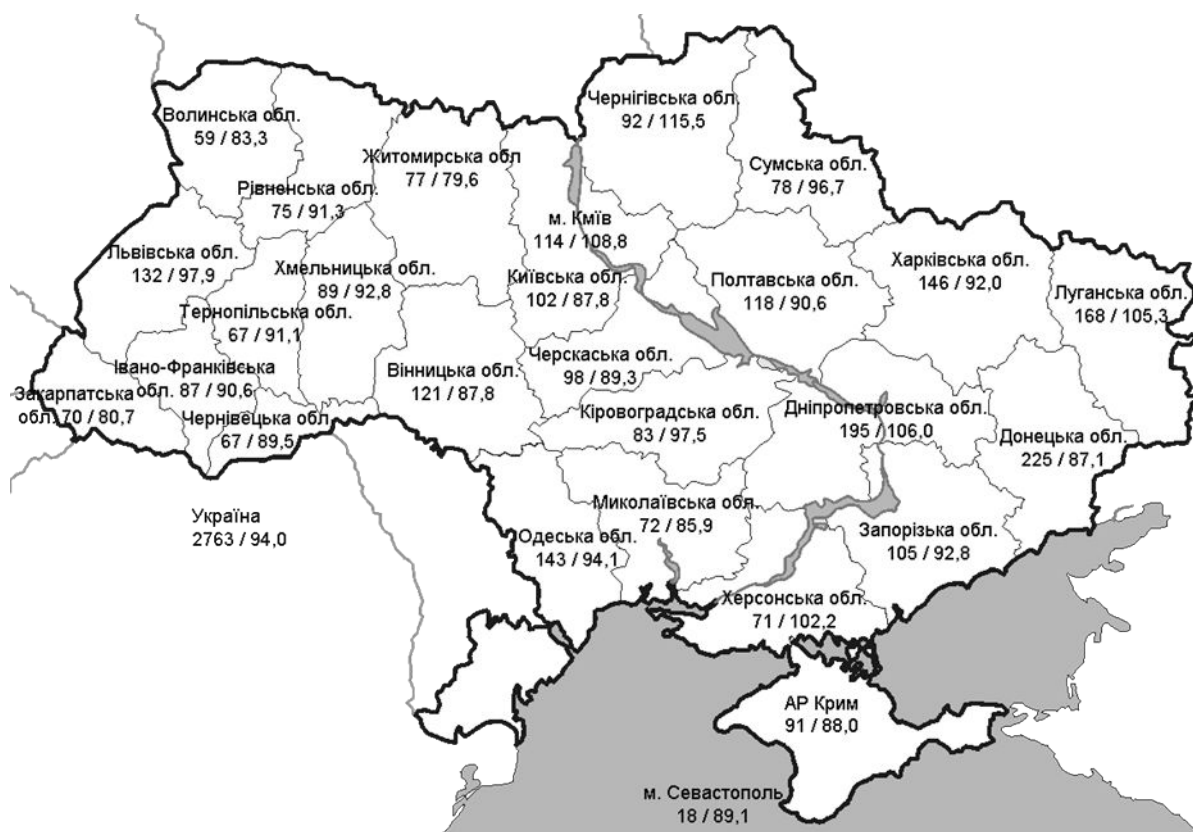 Волинська обл.
59 / 83,3
Рівненська обл.
75 / 91,3
Житомирська обл
77 / 79,6
Чернігівська обл.
92 / 115,5
Сумська обл.
78 / 96,7
м. Кмїв
114 / 108,8
Київська обл.
102 / 87,8
Львівська обл.
132 / 97,9
Хмельницька обл.
89 / 92,8
Тернопільська обл.
67 / 91,1
Полтавська обл.
118 / 90,6
Харківська обл.
146 / 92,0
Луганська обл.
168 / 105,3
Івано-Франківська
обл. 87 / 90,6
Закарпатська
обл. 70 / 80,7
Чернівецька обл.
67 / 89,5
Вінницька обл.
121 / 87,8
Черскаська обл.
98 / 89,3
Кіровоградська обл.
83 / 97,5
Дніпропетровська обл.
195 / 106,0
Донецька обл.
225 / 87,1
Україна
2763 / 94,0
Одеська обл.
143 / 94,1
Миколаївська обл.
72 / 85,9
Запорізька обл.
105 / 92,8
Херсонська обл.
71 / 102,2
АР Крим
91 / 88,0
м. Севастополь
18 / 89,1